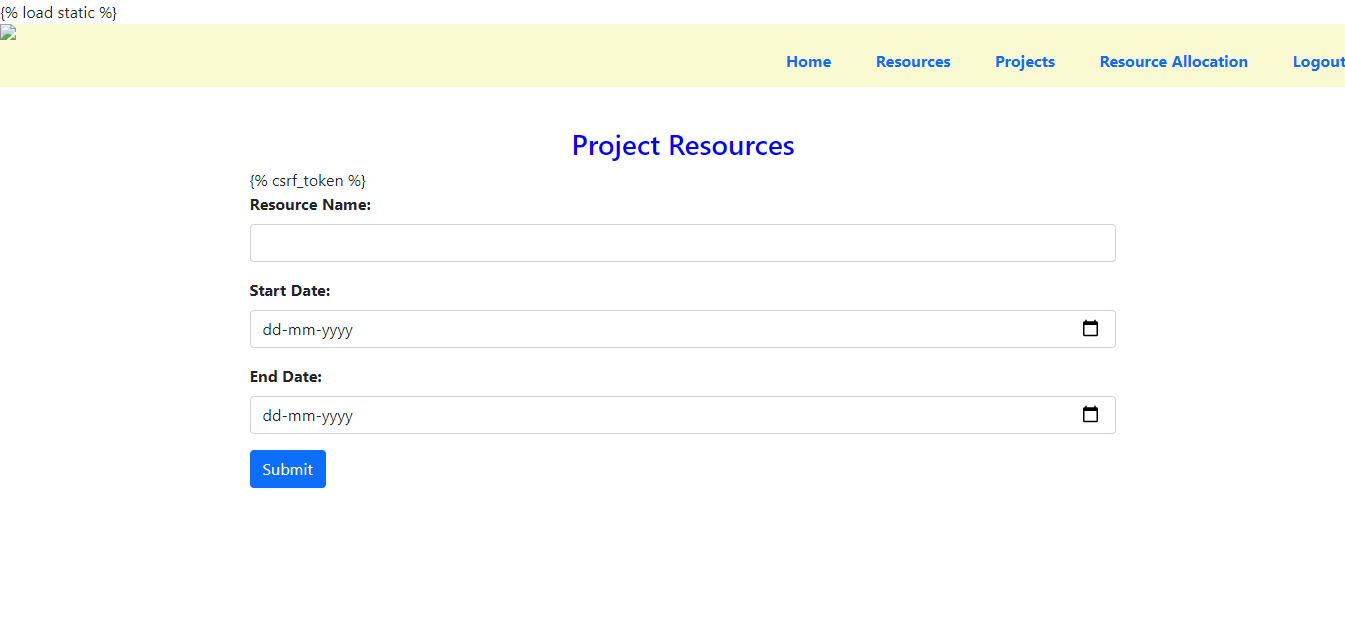 {% load static %}
Home Resources Projects Resource Allocation Logout
Project Resources
{% csrf_token %}
Resource Name:
Start Date:
dd-mm-yyyy
End Date:
dd-mm-yyyy
Submit